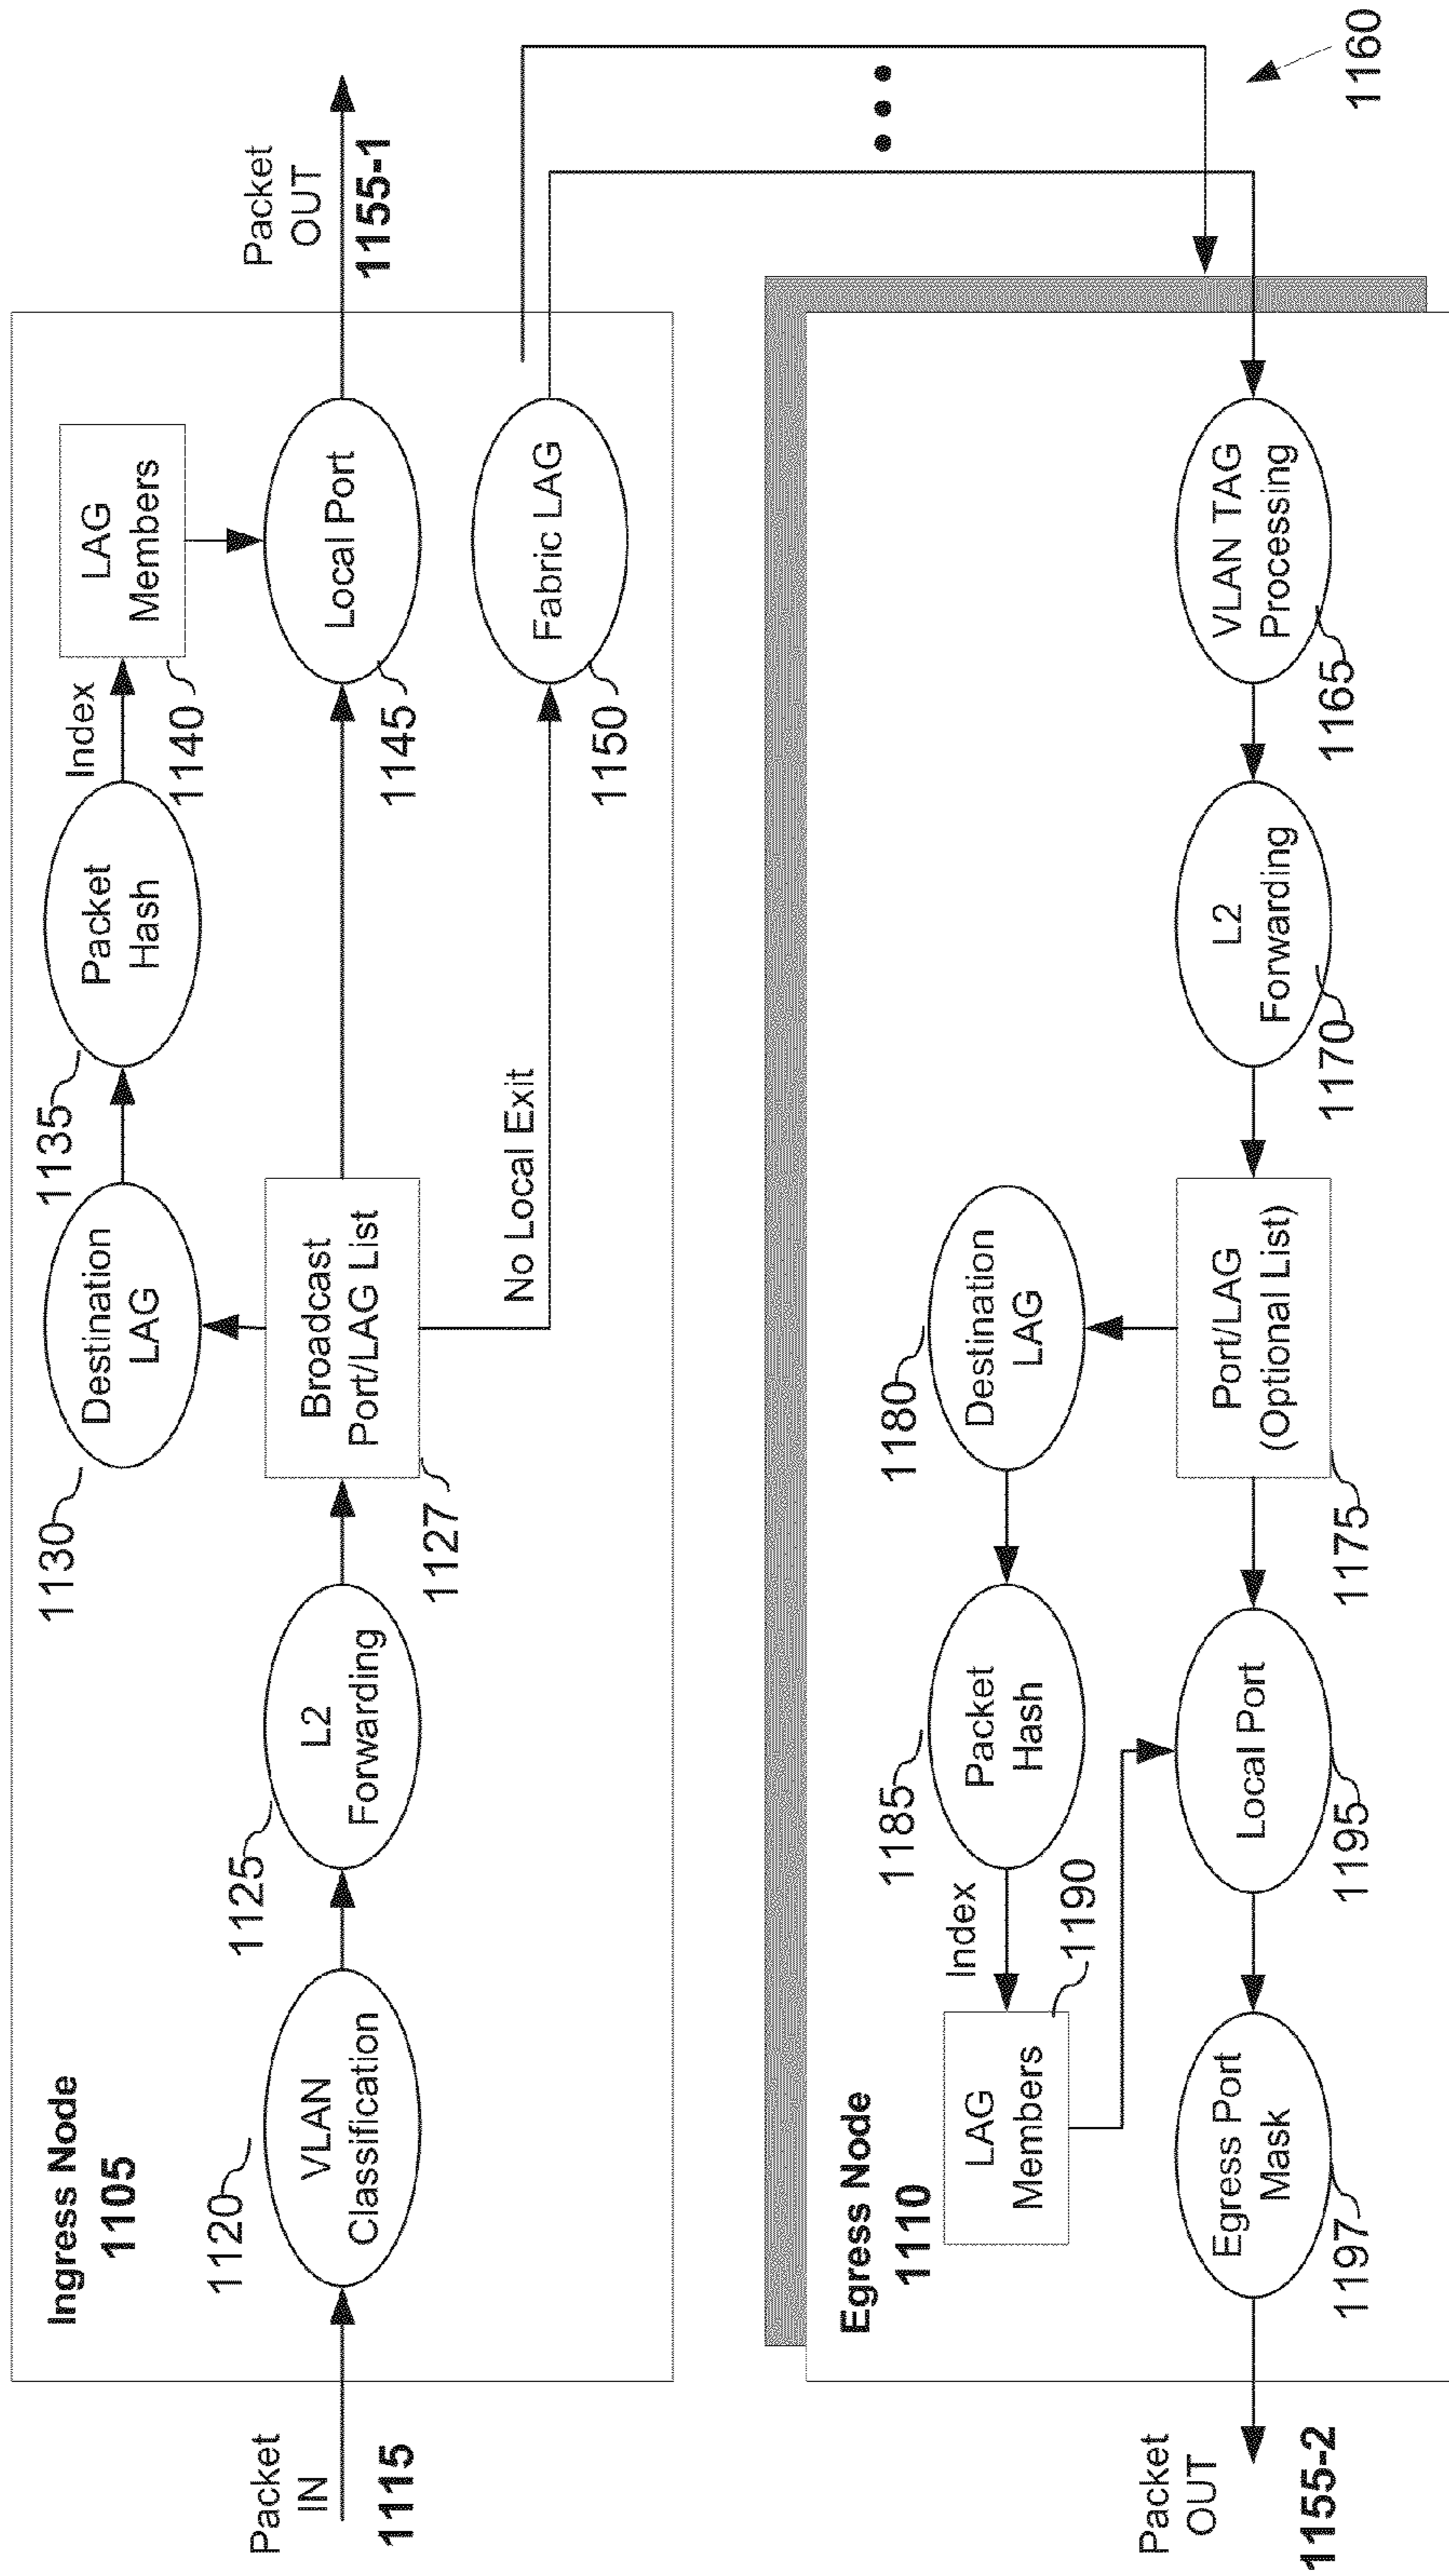 Ingress Node
1105
Packet
IN
1115
1120
VLAN
Classification
1125
L2
Forwarding
1127
Broadcast
Port/LAG List
1130
Destination
LAG
1135
Packet
Hash
Index
LAG
Members
1140
Local Port
1145
No Local Exit
Fabric LAG
1150
Packet
OUT
1155-1
1160
Egress Node
1110
VLAN TAG
Processing
1165
L2
Forwarding
1170
Port/LAG
(Optional List)
1175
Destination
LAG
1180
Packet
Hash
1185
Index
LAG
Members
1190
Local Port
1195
Egress Port
Mask
1197
Packet
OUT
1155-2